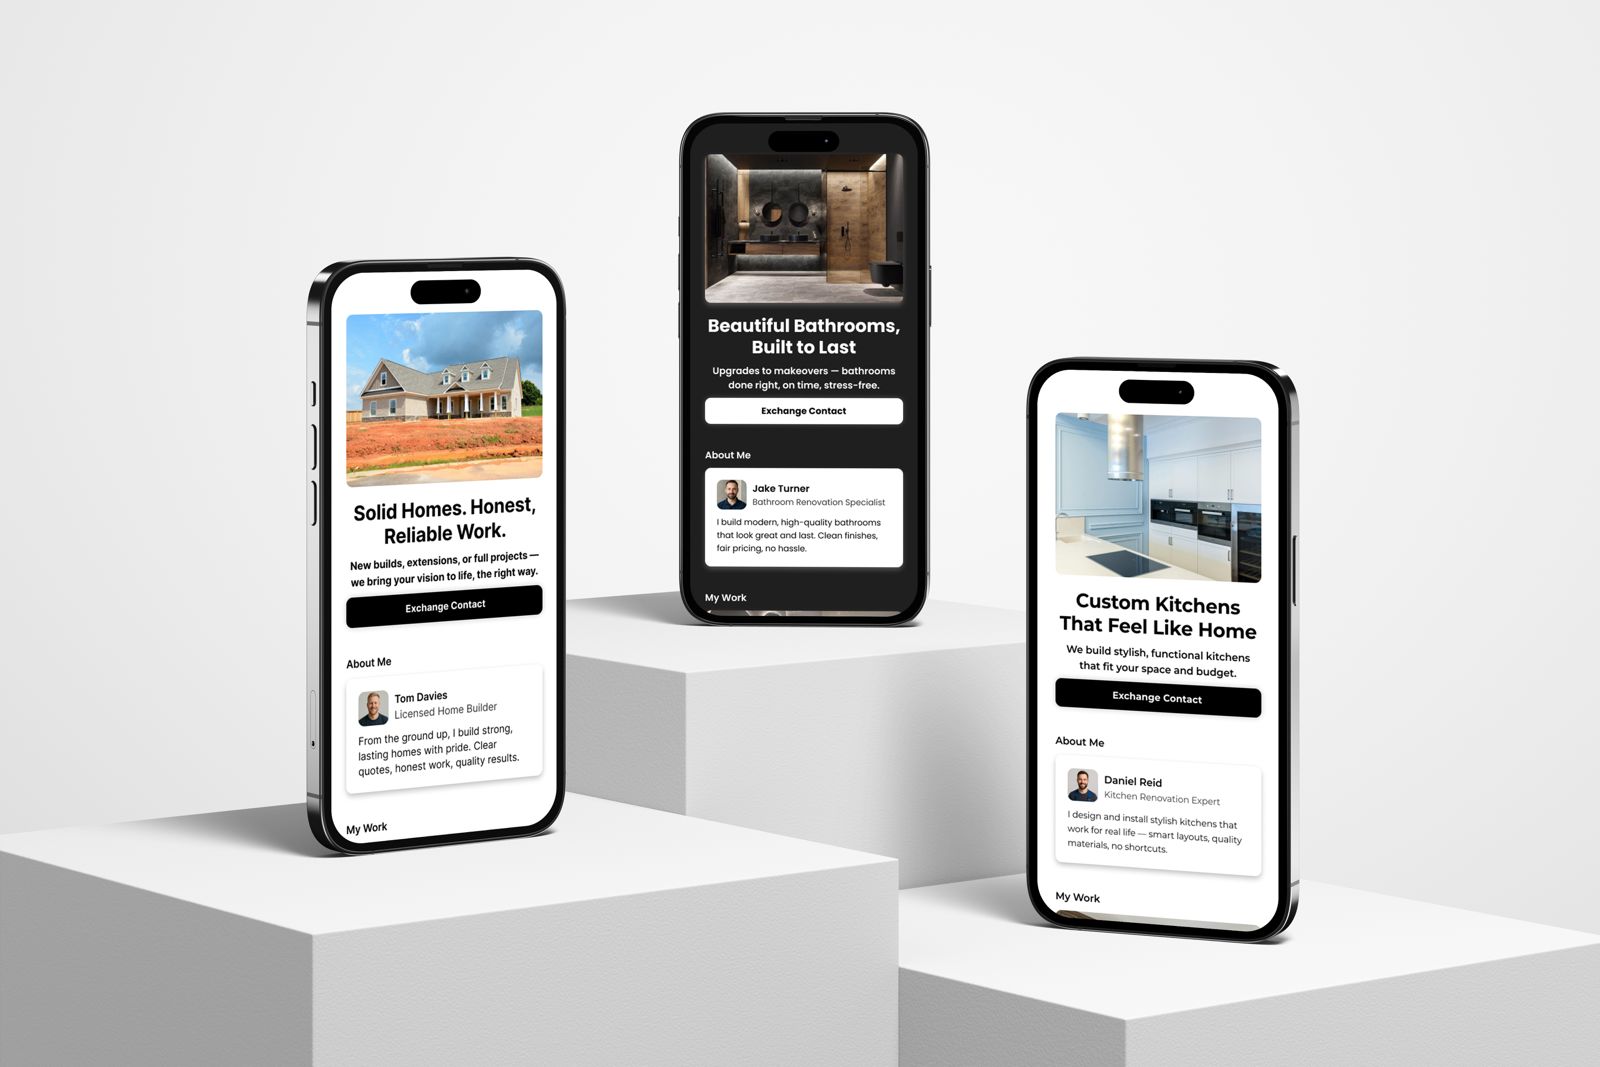 Solid Homes. Honest,
Reliable Work.
New builds, extensions, or full projects —
we bring your vision to life, the right way.
Exchange Contact
About Me
Tom Davies
Licensed Home Builder
From the ground up, I build strong,
lasting homes with pride. Clear
quotes, honest work, quality results.
My Work
Beautiful Bathrooms,
Built to Last
Upgrades to makeovers — bathrooms
done right, on time, stress-free.
Exchange Contact
About Me
Jake Turner
Bathroom Renovation Specialist
I build modern, high-quality bathrooms
that look great and last. Clean finishes,
fair pricing, no hassle.
My Work
Custom Kitchens
That Feel Like Home
We build stylish, functional kitchens
that fit your space and budget.
Exchange Contact
About Me
Daniel Reid
Kitchen Renovation Expert
I design and install stylish kitchens that
work for real life — smart layouts, quality
materials, no shortcuts.
My Work